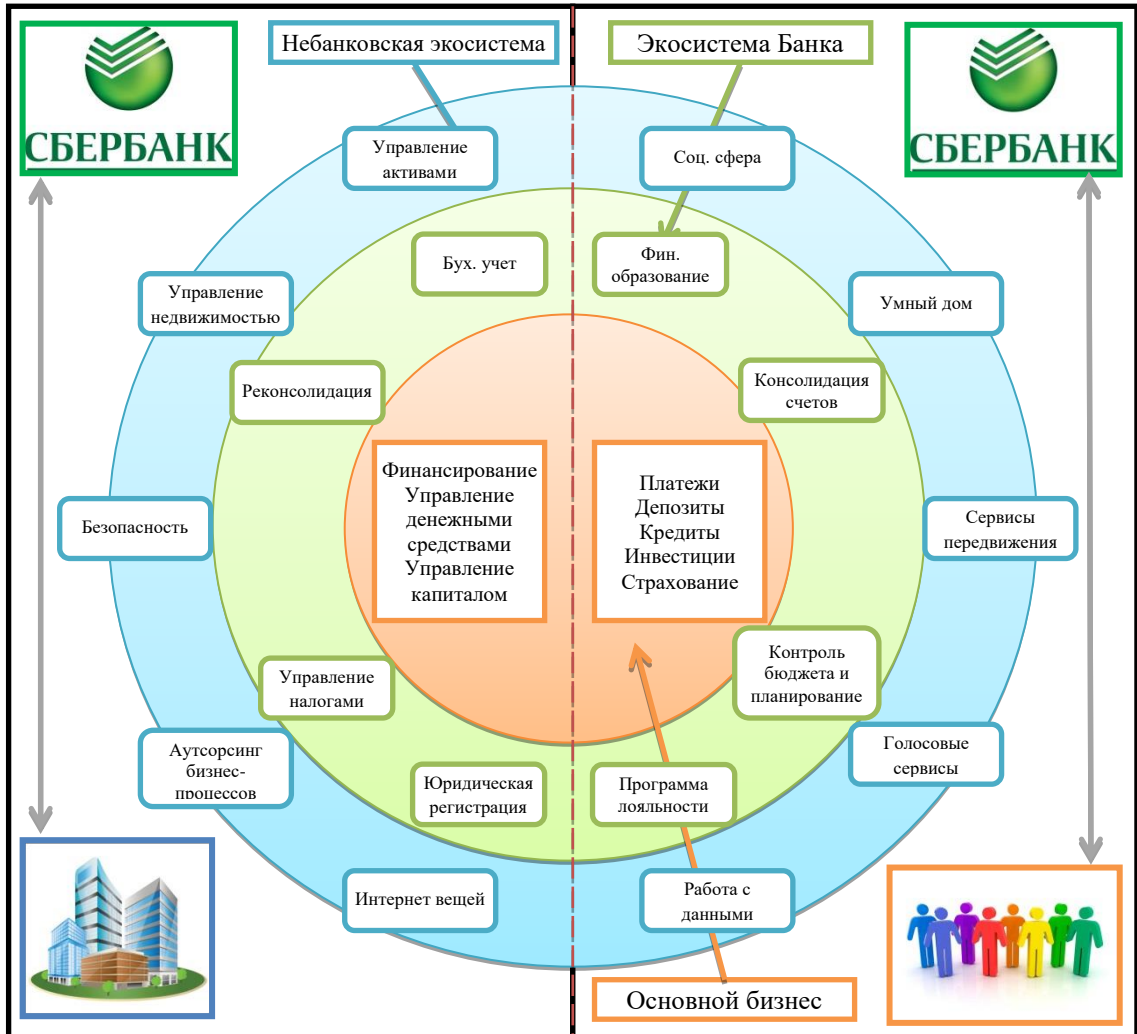 Небанковская экосистема
Экосистема Банка
СБЕРБАНК
СБЕРБАНК
Управление
активами
Соц. сфера
Бух. учет
Фин.
образование
Управление
недвижимостью
Умный дом
Реконсолидация
Консолидация
счетов
Финансирование
Управление
денежными
средствами
Управление
капиталом
Платежи
Депозиты
Кредиты
Инвестиции
Страхование
Безопасность
Сервисы
передвижения
Управление
налогами
Контроль
бюджета и
планирование
Аутсорсинг
бизнес-
процессов
Голосовые
сервисы
Юридическая
регистрация
Программа
лояльности
Интернет вещей
Работа с
данными
Основной бизнес